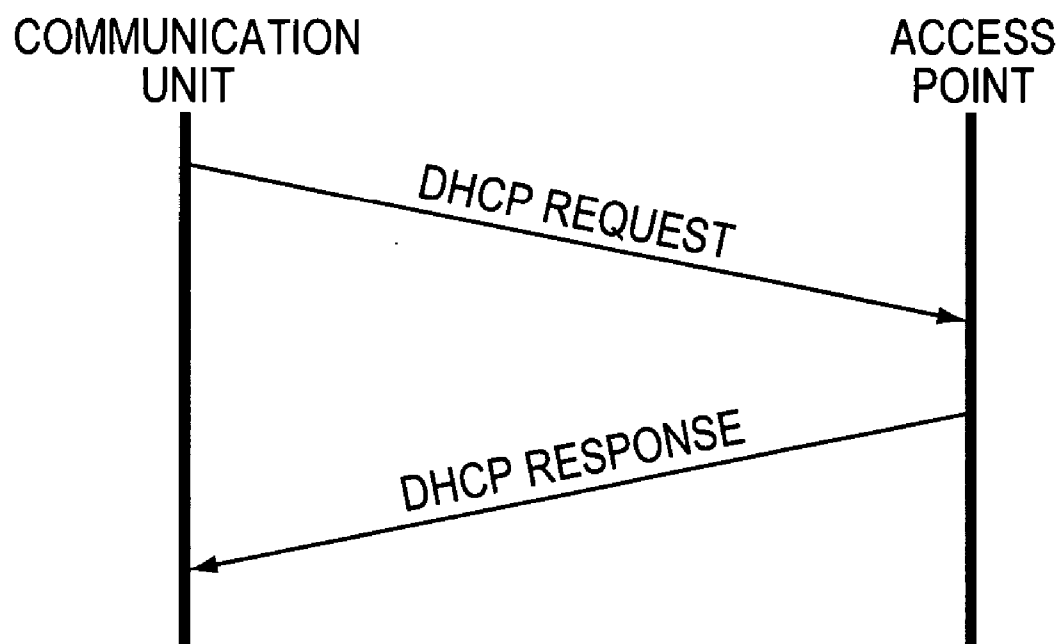 COMMUNICATION
UNIT
ACCESS
POINT
DHCP REQUEST
DHCP RESPONSE